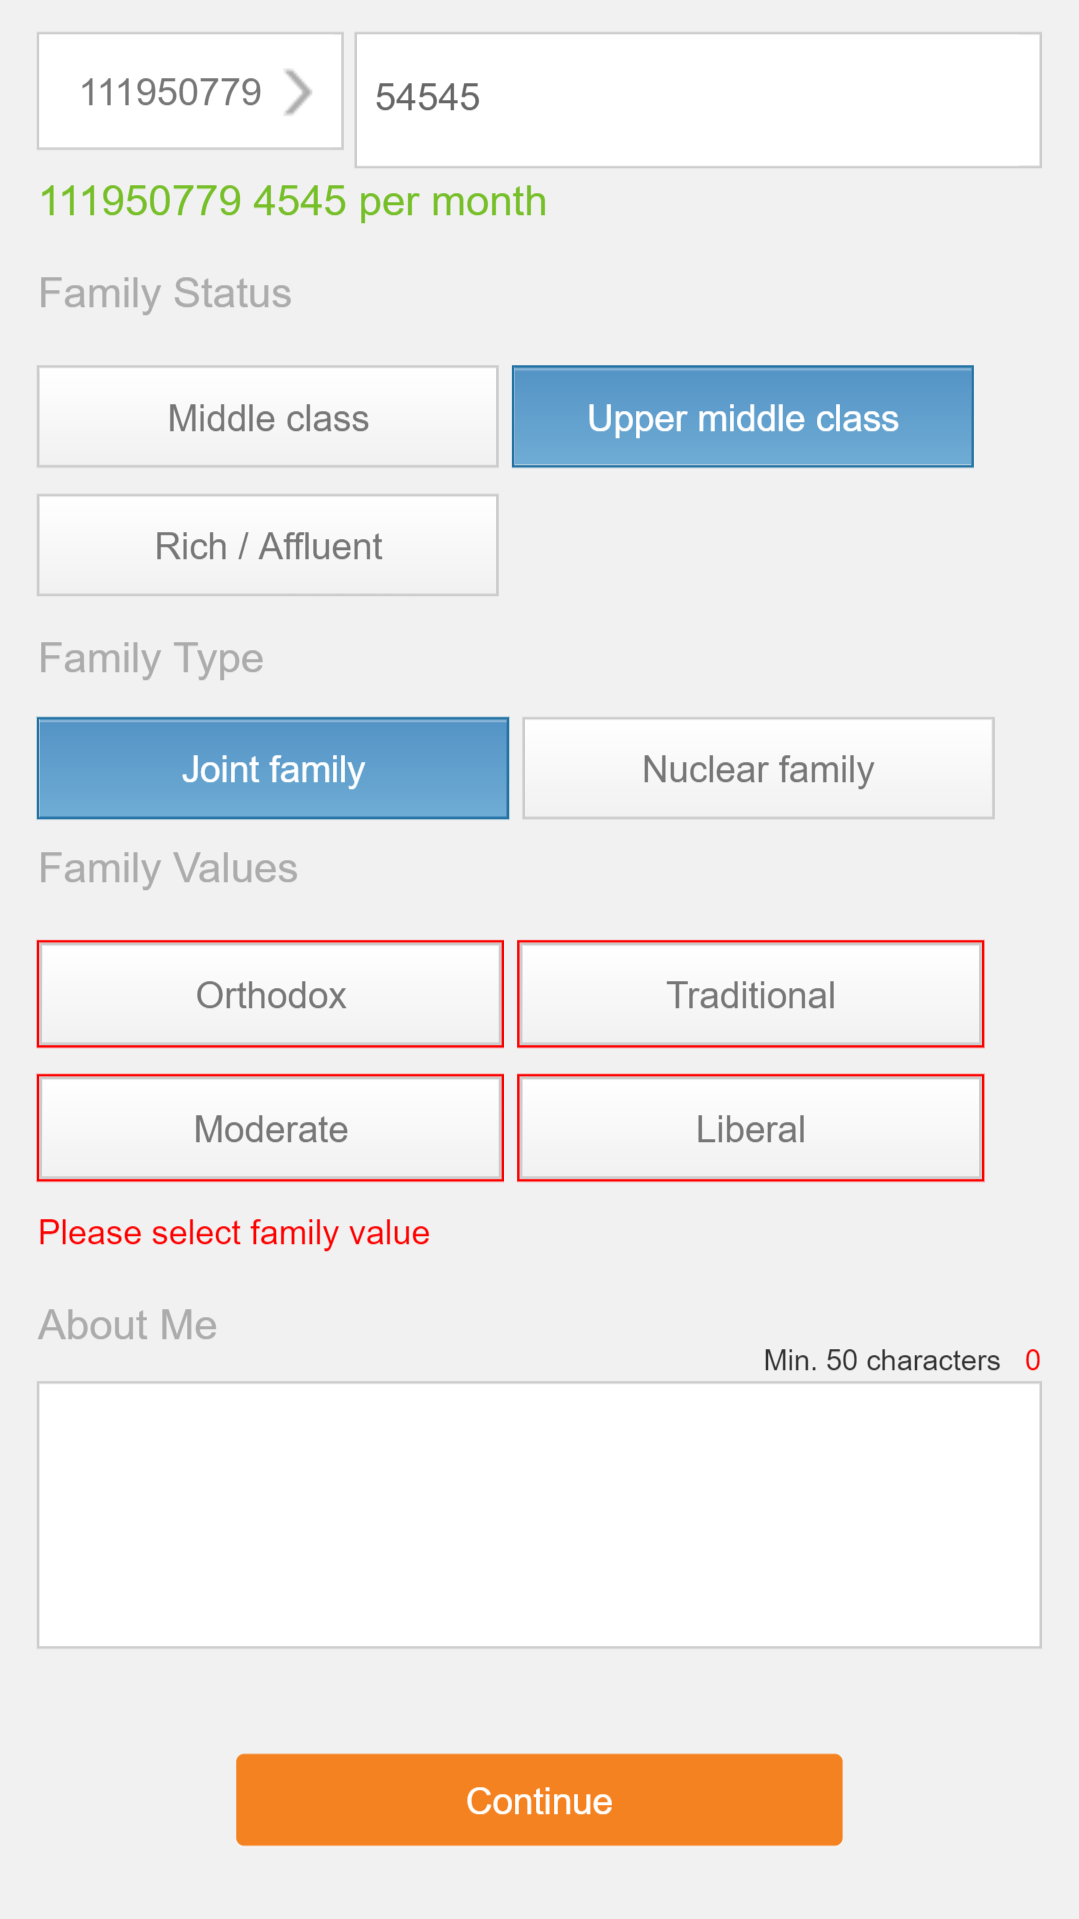 111950779
54545
111950779 4545 per month
Family Status
Middle class
Upper middle class
Rich / Affluent
Family Type
Joint family
Nuclear family
Family Values
Orthodox
Traditional
Moderate
Liberal
Please select family value
About Me
Min. 50 characters 0
Continue